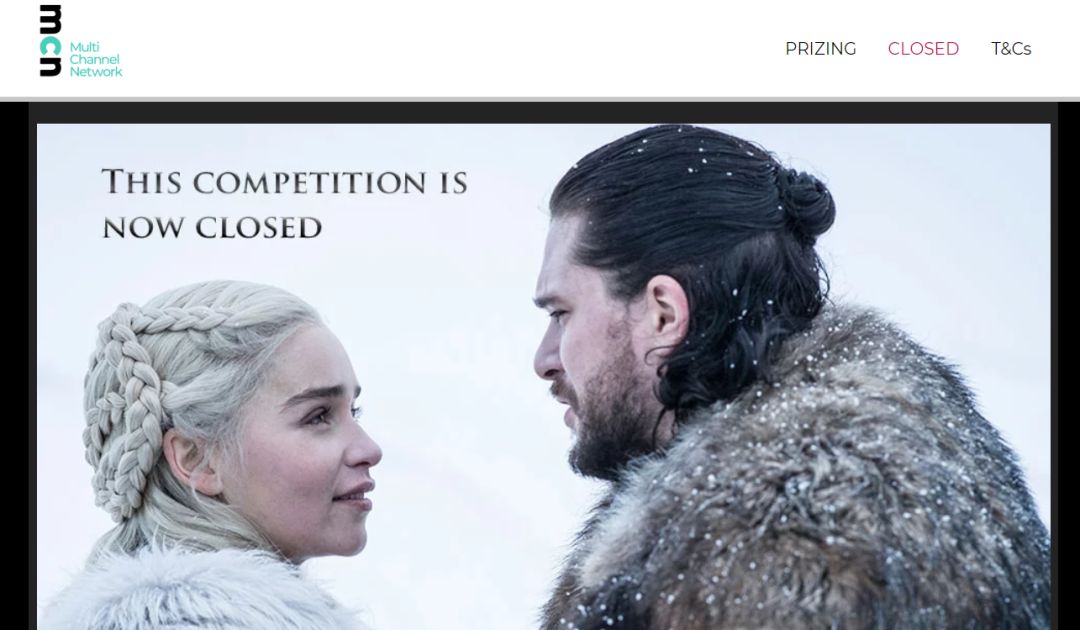 mcn
Multi
Channel
Network
PRIZING CLOSED T&Cs
THIS COMPETITION IS
NOW CLOSED